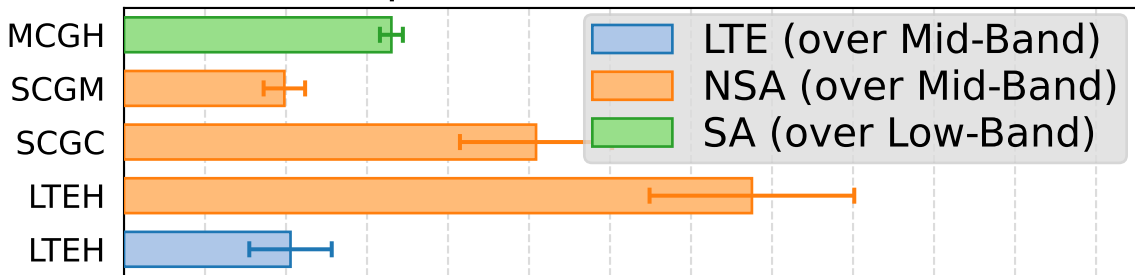 MCGH
SCGM
SCGC
LTEH
LTEH
LTE (over Mid-Band)
NSA (over Mid-Band)
SA (over Low-Band)